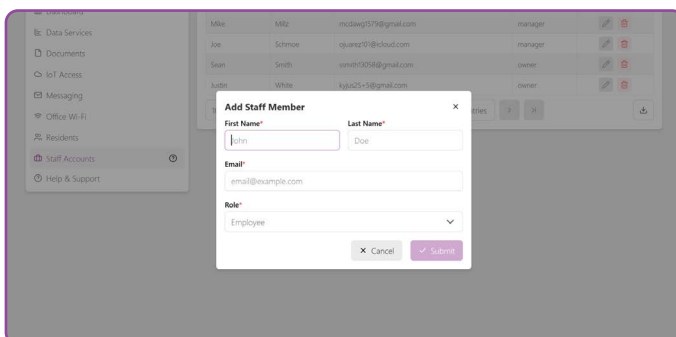 Dashboard
Data Services
Documents
IoT Access
Messaging
Office Wi-Fi
Residents
Staff Accounts
Help & Support
Mike Millz mcdawg1579@gmail.com manager
Joe Schmoe ojuarez101@icloud.com manager
Sean Smith ssmith13058@gmail.com owner
Justin White kyjus25+5@gmail.com owner
Add Staff Member
First Name* Last Name*
John Doe
Email*
email@example.com
Role*
Employee
Cancel Submit